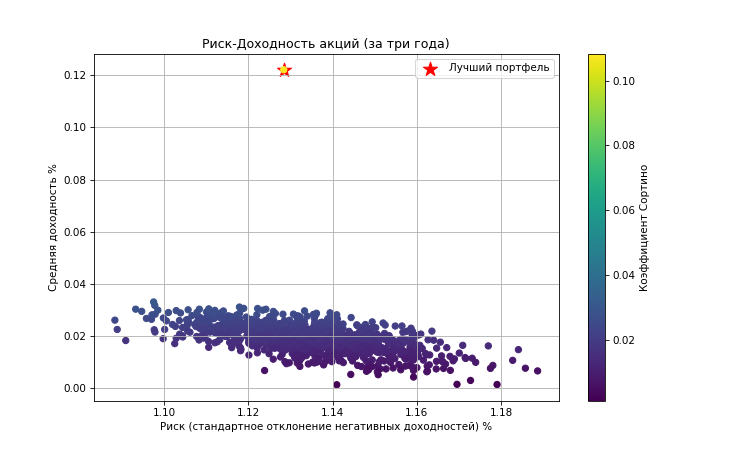 Риск-Доходность акций (за три года)
Лучший портфель
Средняя доходность %
0.12
0.10
0.08
0.06
0.04
0.02
0.00
1.10 1.12 1.14 1.16 1.18
Риск (стандартное отклонение негативных доходностей) %
0.10
0.08
0.06
0.04
0.02
Коэффициент Сортино